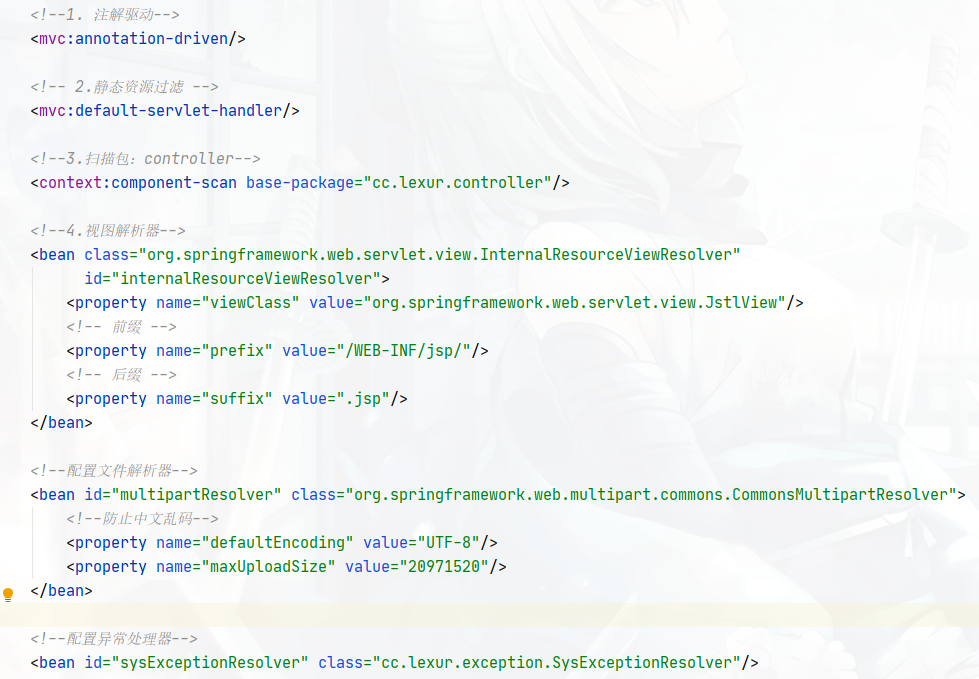 <!--1. 注解驱动-->
<mvc:annotation-driven/>
<!-- 2.静态资源过滤 -->
<mvc:default-servlet-handler/>
<!--3.扫描包：controller-->
<context:component-scan base-package="cc.lexur.controller"/>
<!--4.视图解析器-->
<bean class="org.springframework.web.servlet.view.InternalResourceViewResolver"
id="internalResourceViewResolver">
<property name="viewClass" value="org.springframework.web.servlet.view.JstlView"/>
<!-- 前缀 -->
<property name="prefix" value="/WEB-INF/jsp/"/>
<!-- 后缀 -->
<property name="suffix" value=".jsp"/>
</bean>
<!--配置文件解析器-->
<bean id="multipartResolver" class="org.springframework.web.multipart.commons.CommonsMultipartResolver">
<!--防止中文乱码-->
<property name="defaultEncoding" value="UTF-8"/>
<property name="maxUploadSize" value="20971520"/>
</bean>
<!--配置异常处理器-->
<bean id="sysExceptionResolver" class="cc.lexur.exception.SysExceptionResolver"/>